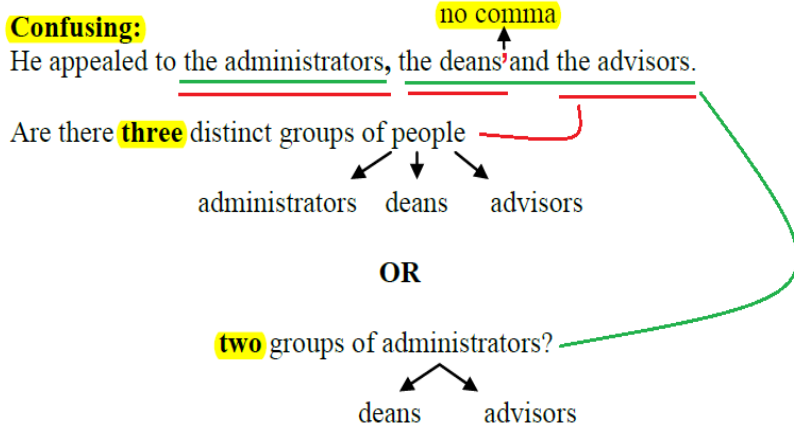 no comma
Confusing:
He appealed to the administrators, the deans’and the advisors.
Are there three distinct groups of people
administrators deans advisors
OR
two groups of administrators?
deans advisors